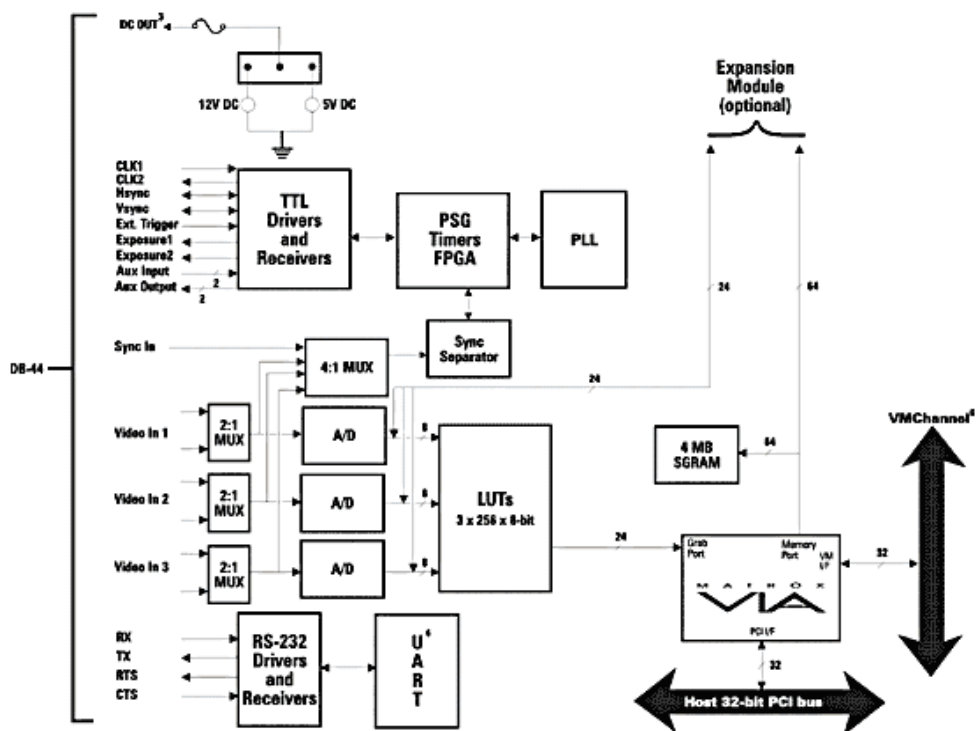 DC OUT 3,4
12V DC
5V DC
Expansion
Module
(optional)
CLK1
CLK2
Hsync
Vsync
Ext. Trigger
Exposure1
Exposure2
Aux Input
2
Aux Output
2
TTL
Drivers
and
Receivers
PSG
Timers
FPGA
PLL
24
64
Sync In
4:1 MUX
Sync
Separator
DB-44
24
VMChannel
Video In 1
2:1
MUX
A/D
8
4 MB
SGRAM
64
Video In 2
2:1
MUX
A/D
8
LUTs
3 x 256 x 8-bit
24
Grab
Port
Memory
Port
VM
I/F
32
Video In 3
2:1
MUX
A/D
8
MATROX
VIA
PCI I/F
32
RX
TX
RTS
CTS
RS-232
Drivers
and
Receivers
UART
Host 32-bit PCI bus